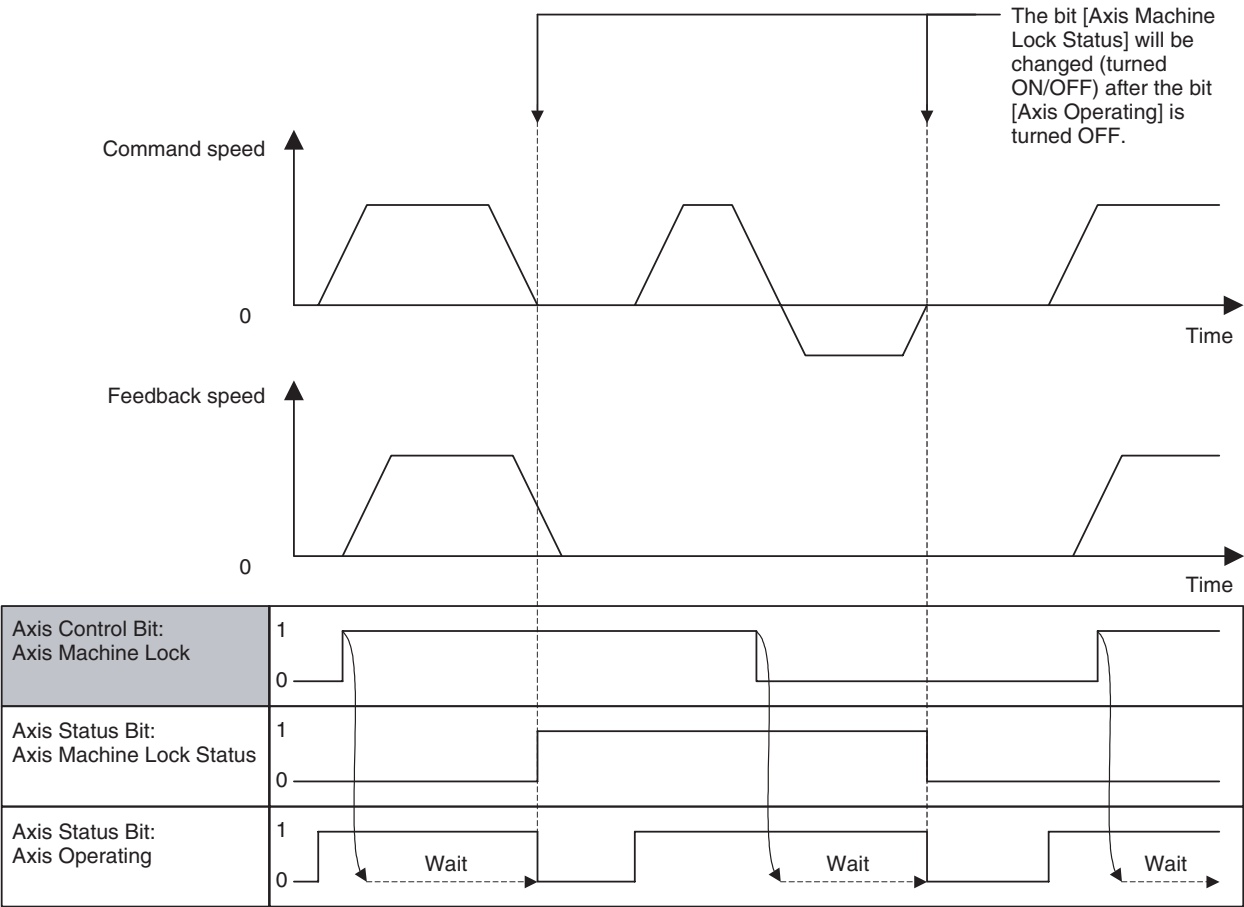 The bit [Axis Machine
Lock Status] will be
changed (turned
ON/OFF) after the bit
[Axis Operating] is
turned OFF.
Command speed
0
Time
Feedback speed
0
Time
Axis Control Bit:
Axis Machine Lock
1
0
Axis Status Bit:
Axis Machine Lock Status
1
0
Axis Status Bit:
Axis Operating
1
0
Wait
Wait
Wait